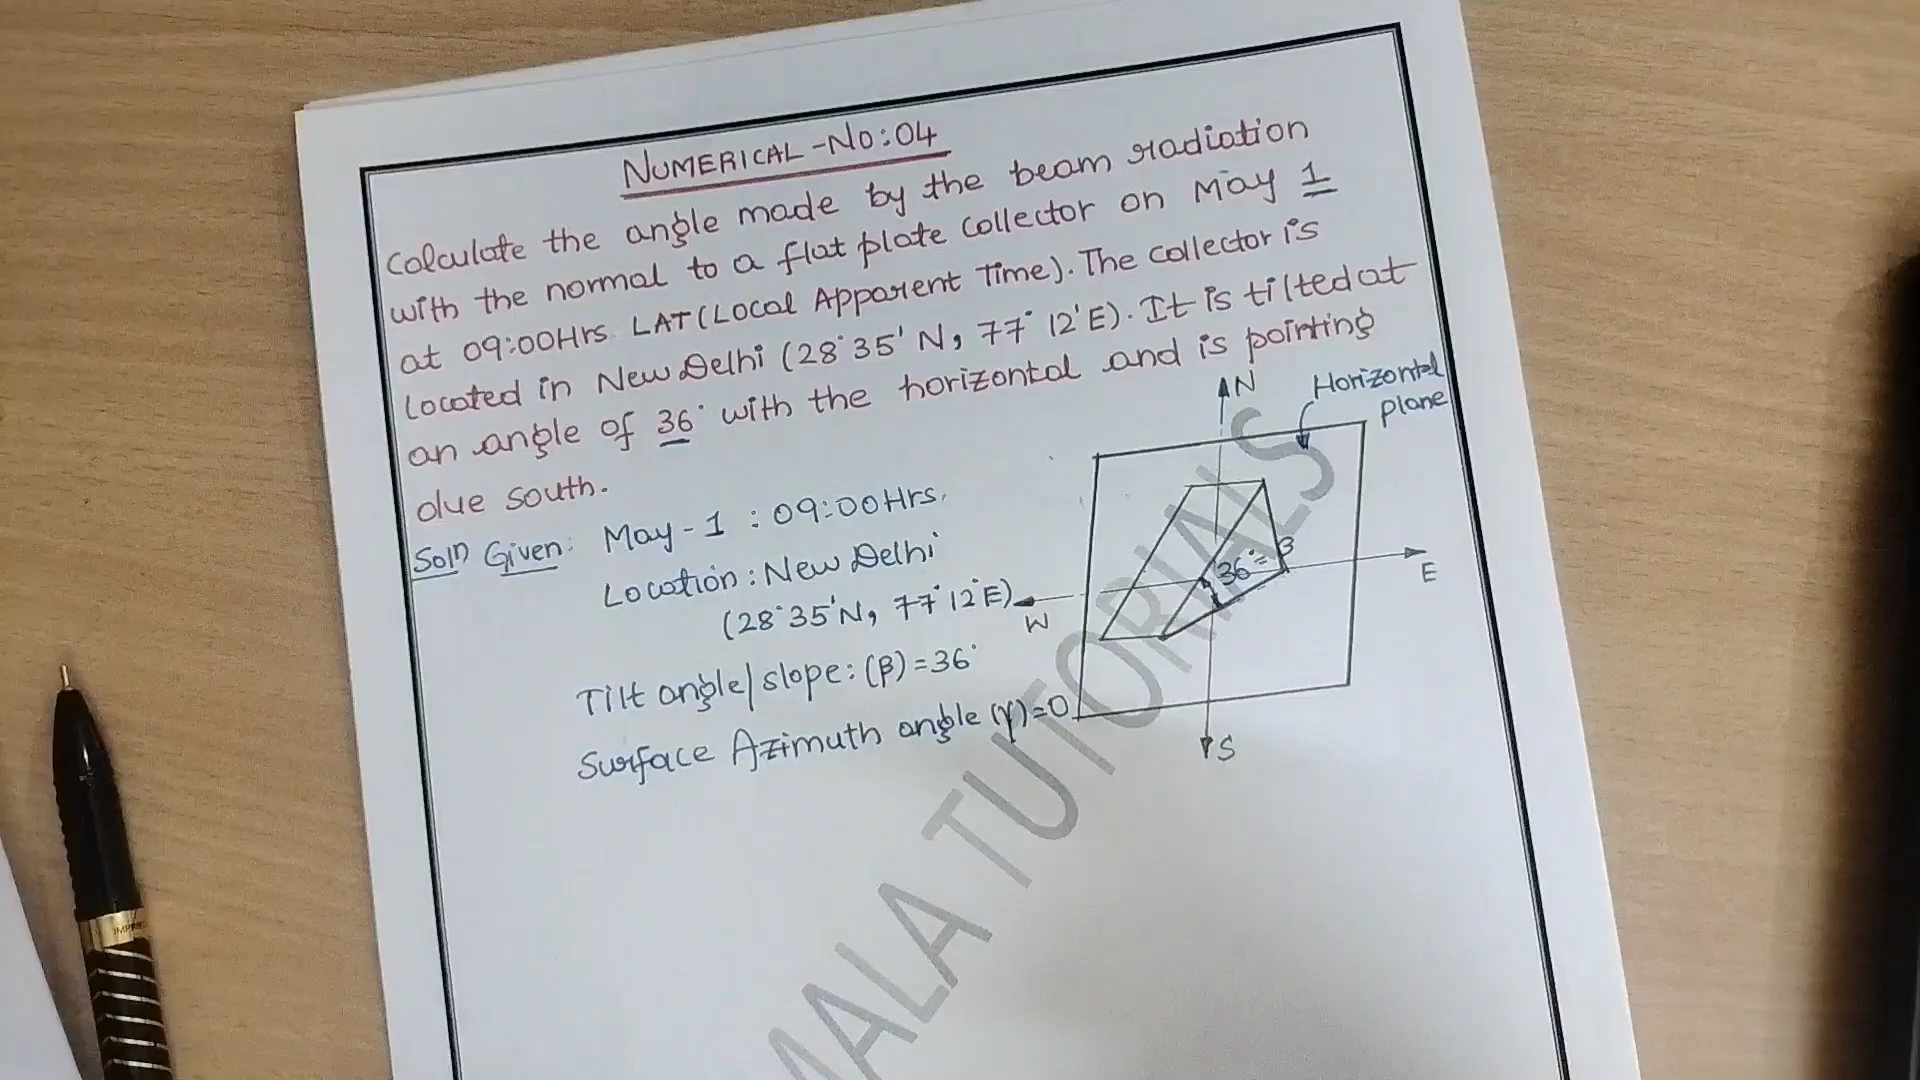 NUMERICAL-NO:04
Calculate the angle made by the beam radiation
with the normal to a flat plate collector on May 1
at 09:00Hrs LAT(Local Apparent Time). The collector is
located in New Delhi (28°35'N, 77°12'E). It is tilted at
an angle of 36° with the horizontal and is pointing
due south.
Soln Given: May-1 : 09:00Hrs.
Location: New Delhi
(28°35'N, 77°12'E)
Tilt angle/slope: (β)=36°
Surface Azimuth angle (γ)=0
N
Horizontal
plane
36°=β
E
W
S
MALA TUTORIALS